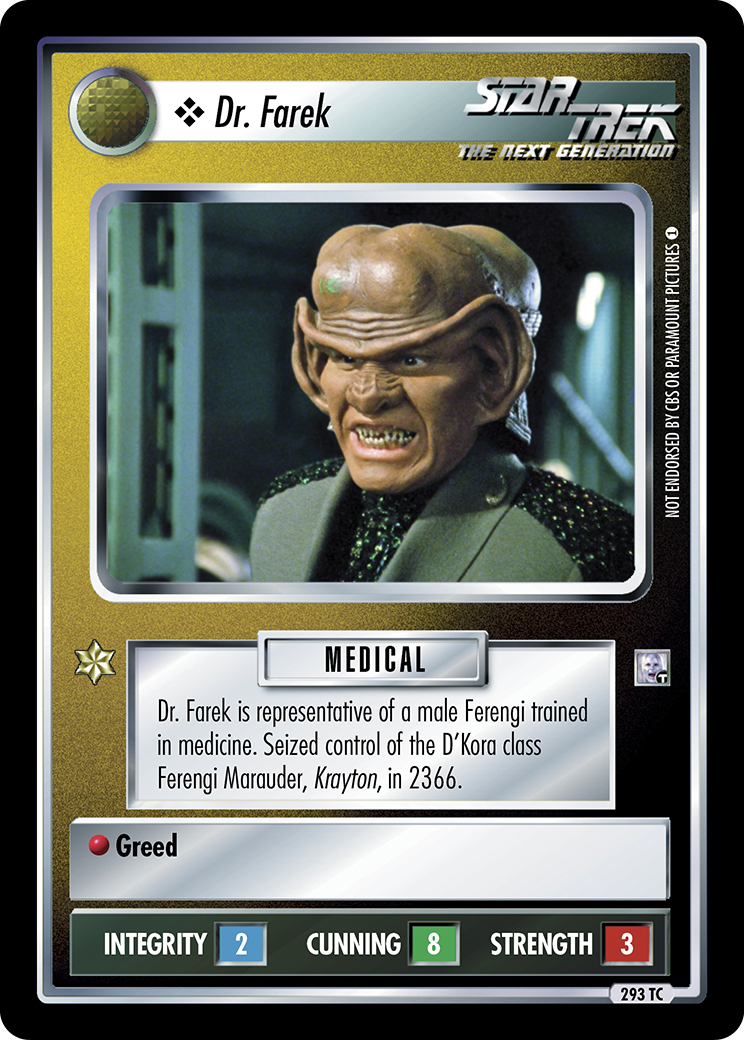 ❖ Dr. Farek
STAR TREK
THE NEXT GENERATION
NOT ENDORSED BY CBS OR PARAMOUNT PICTURES 1
MEDICAL
Dr. Farek is representative of a male Ferengi trained
in medicine. Seized control of the D'Kora class
Ferengi Marauder, Krayton, in 2366.
T
Greed
INTEGRITY 2 CUNNING 8 STRENGTH 3
293 TC